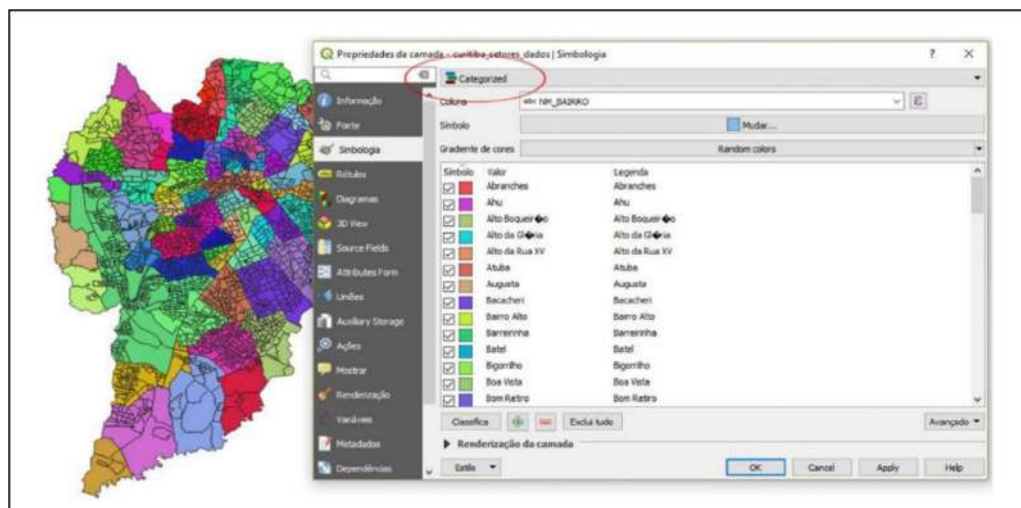 Propriedades da camada - curitiba_setores_dados | Simbologia
? ×
Categorized
Informação
Fonte
Simbologia
Rótulos
Diagramas
3D View
Source Fields
Attributes Form
Uniões
Auxiliary Storage
Ações
Mostrar
Renderização
Variáveis
Metadados
Dependências
Coluna abc NM_BAIRRO ε
Símbolo Mudar...
Gradiente de cores Random colors
Símbolo Valor Legenda
Abranches Abranches
Ahu Ahu
Alto Boqueir�o Alto Boqueir�o
Alto da Gl�ria Alto da Gl�ria
Alto da Rua XV Alto da Rua XV
Atuba Atuba
Augusta Augusta
Bacacheri Bacacheri
Bairro Alto Bairro Alto
Barreirinha Barreirinha
Batel Batel
Bigorrilho Bigorrilho
Boa Vista Boa Vista
Bom Retiro Bom Retiro
Classifica Exclui tudo Avançado
Renderização da camada
Estilo OK Cancel Apply Help